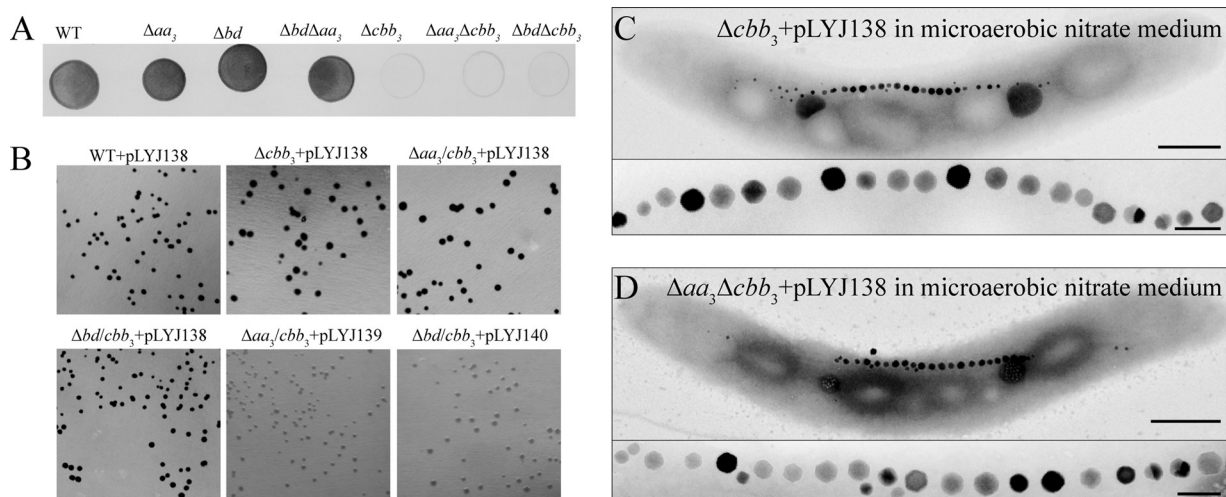 A
WT Δaa₃ Δbd ΔbdΔaa₃ Δcbb₃ Δaa₃Δcbb₃ ΔbdΔcbb₃
B
WT+pLYJ138 Δcbb₃+pLYJ138 Δaa₃/cbb₃+pLYJ138
Δbd/cbb₃+pLYJ138 Δaa₃/cbb₃+pLYJ139 Δbd/cbb₃+pLYJ140
C Δcbb₃+pLYJ138 in microaerobic nitrate medium
D Δaa₃Δcbb₃+pLYJ138 in microaerobic nitrate medium